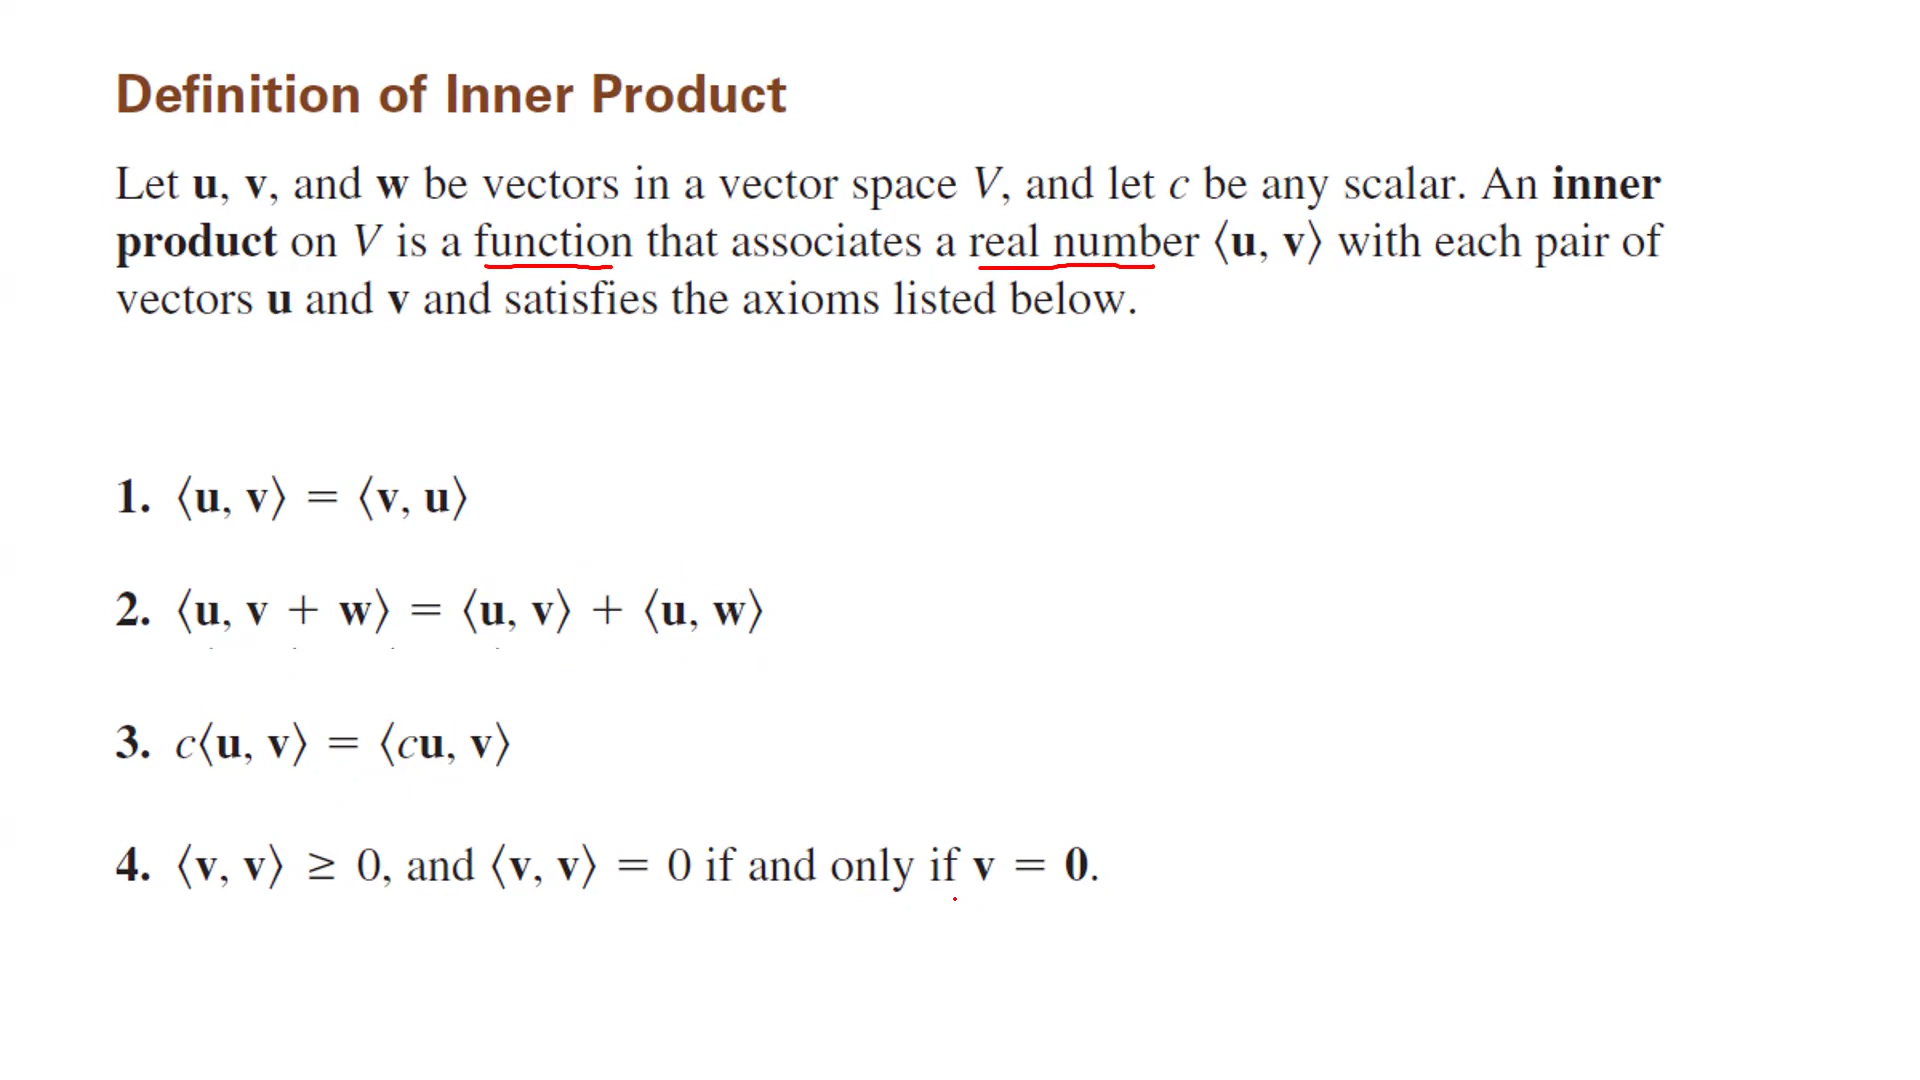 Definition of Inner Product
Let u, v, and w be vectors in a vector space V, and let c be any scalar. An inner
product on V is a function that associates a real number ⟨u, v⟩ with each pair of
vectors u and v and satisfies the axioms listed below.
1. ⟨u, v⟩ = ⟨v, u⟩
2. ⟨u, v + w⟩ = ⟨u, v⟩ + ⟨u, w⟩
3. c⟨u, v⟩ = ⟨cu, v⟩
4. ⟨v, v⟩ ≥ 0, and ⟨v, v⟩ = 0 if and only if v = 0.